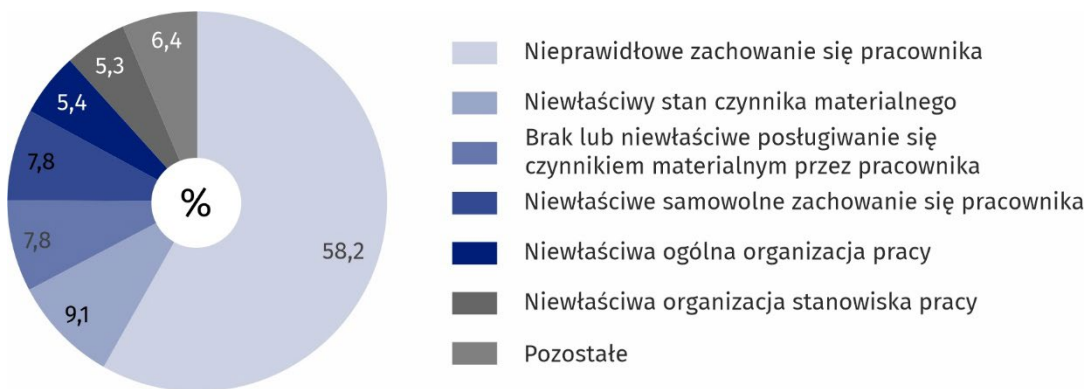 6,4
5,3
5,4
7,8
7,8
9,1
58,2
%
Nieprawidłowe zachowanie się pracownika
Niewłaściwy stan czynnika materialnego
Brak lub niewłaściwe posługiwanie się
czynnikiem materialnym przez pracownika
Niewłaściwe samowolne zachowanie się pracownika
Niewłaściwa ogólna organizacja pracy
Niewłaściwa organizacja stanowiska pracy
Pozostałe